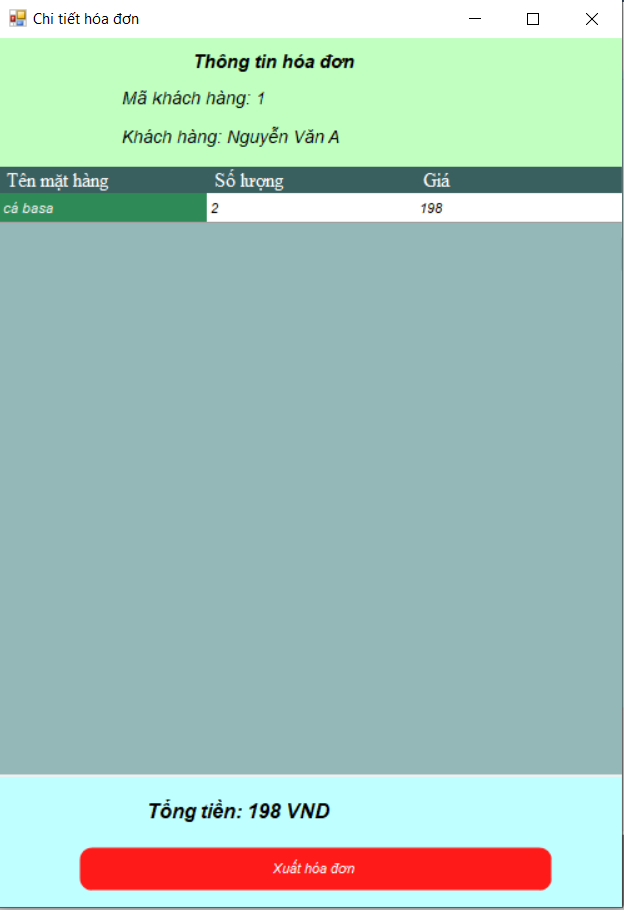 Chi tiết hóa đơn
Thông tin hóa đơn
Mã khách hàng: 1
Khách hàng: Nguyễn Văn A
Tên mặt hàng Số lượng Giá
cá basa 2 198
Tổng tiền: 198 VND
Xuất hóa đơn